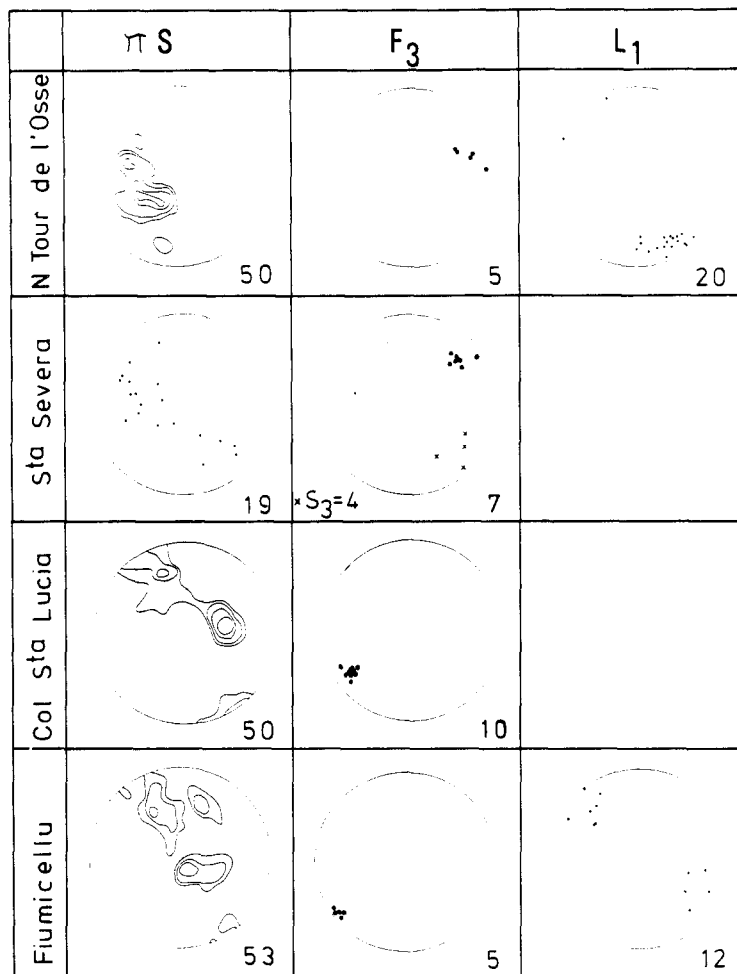 π S F₃ L₁
N Tour de l'Osse 50 5 20
Sta Severa 19 ×S₃=4 7
Col Sta Lucia 50 10
Fiumicellu 53 5 12